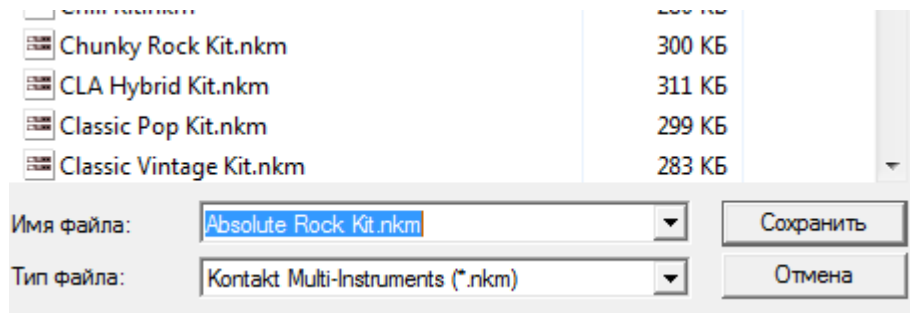 Chunky Rock Kit.nkm 300 КБ
CLA Hybrid Kit.nkm 311 КБ
Classic Pop Kit.nkm 299 КБ
Classic Vintage Kit.nkm 283 КБ
Имя файла: Absolute Rock Kit.nkm Сохранить
Тип файла: Kontakt Multi-Instruments (*.nkm) Отмена